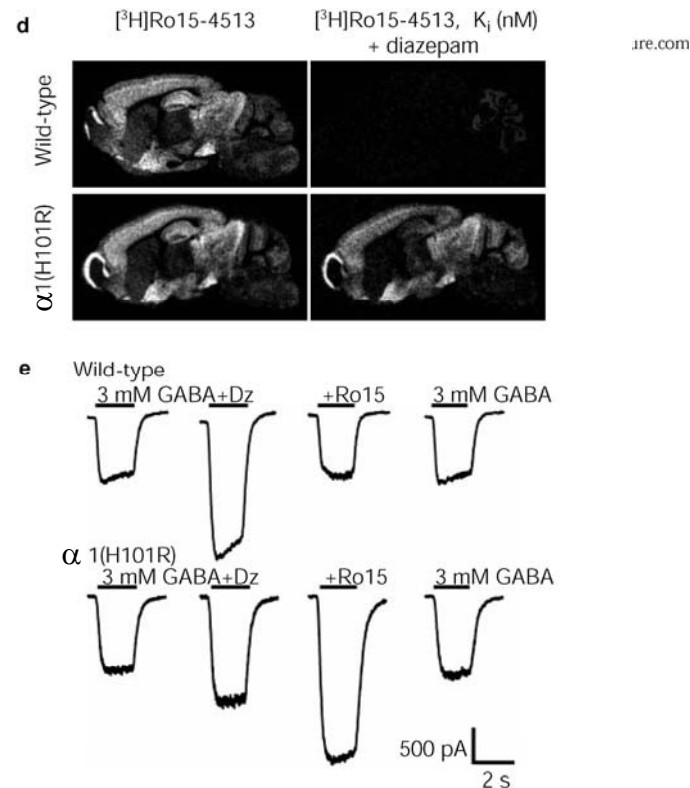 d
[³H]Ro15-4513
[³H]Ro15-4513, Kᵢ (nM)
+ diazepam
ure.com
Wild-type
α1(H101R)
e
Wild-type
3 mM GABA+Dz +Ro15 3 mM GABA
α 1(H101R)
3 mM GABA+Dz +Ro15 3 mM GABA
500 pA
2 s